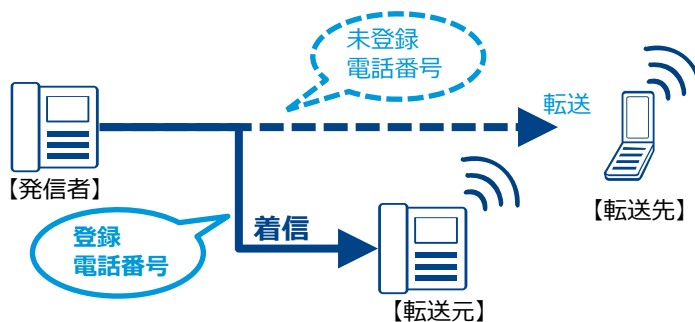 未登録
電話番号
転送
【発信者】
【転送先】
登録
電話番号
着信
【転送元】